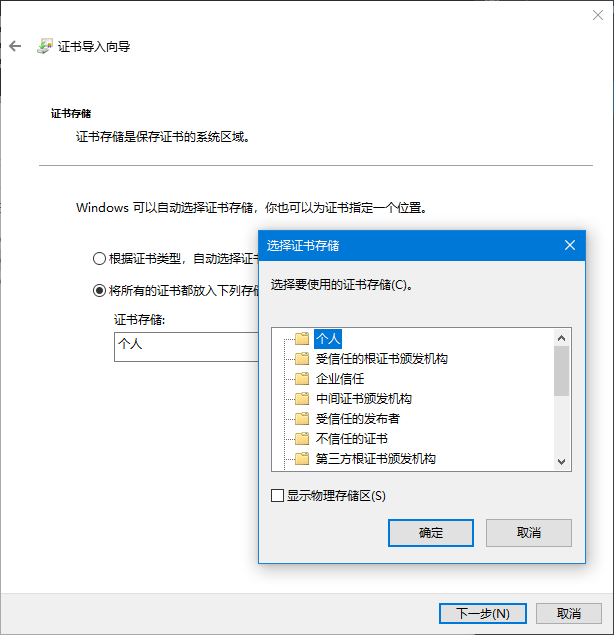 证书导入向导
证书存储
证书存储是保存证书的系统区域。
Windows 可以自动选择证书存储，你也可以为证书指定一个位置。
根据证书类型，自动选择证
将所有的证书都放入下列存
证书存储:
个人
选择证书存储
选择要使用的证书存储(C)。
个人
受信任的根证书颁发机构
企业信任
中间证书颁发机构
受信任的发布者
不信任的证书
第三方根证书颁发机构
显示物理存储区(S)
确定
取消
下一步(N)
取消